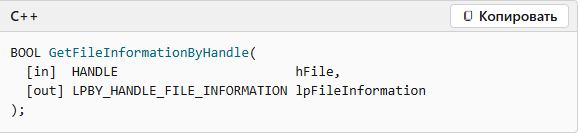 C++
Копировать
BOOL GetFileInformationByHandle(
  [in]  HANDLE                       hFile,
  [out] LPBY_HANDLE_FILE_INFORMATION lpFileInformation
);